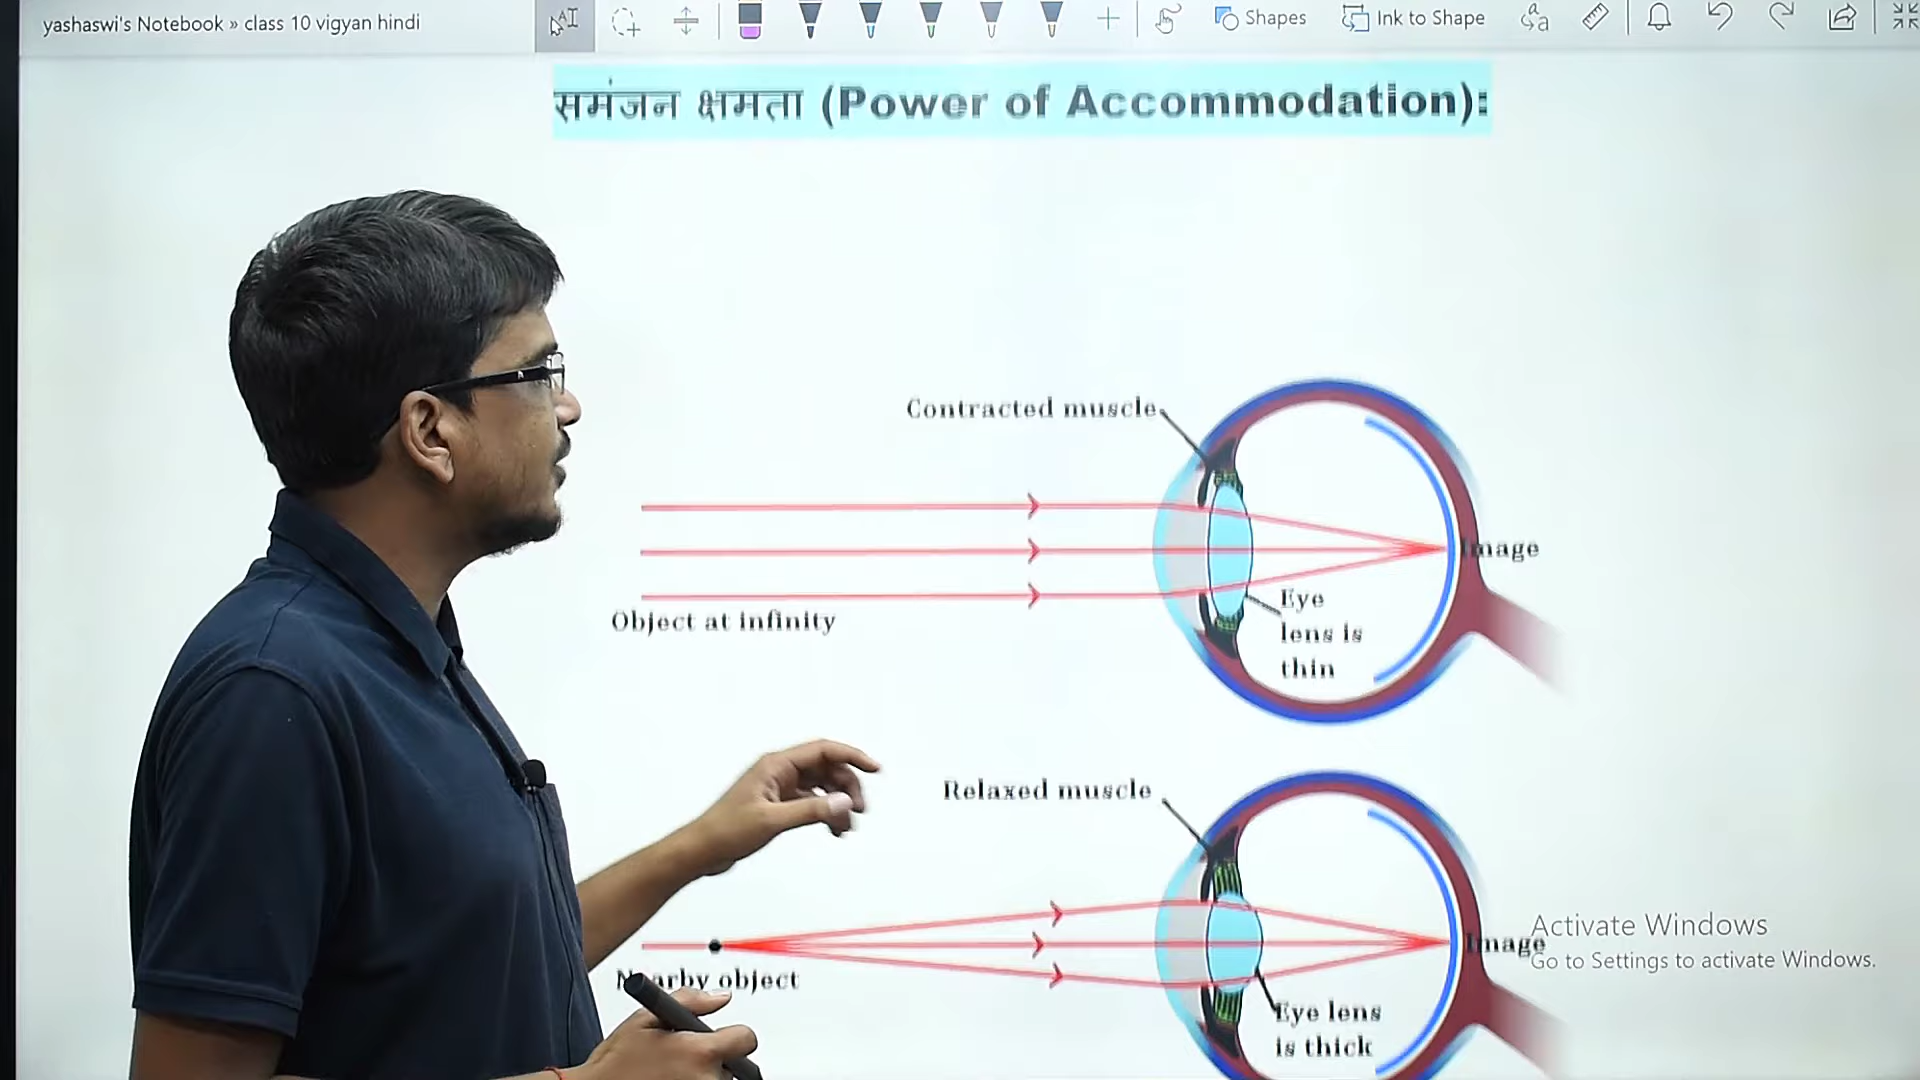 yashaswi's Notebook » class 10 vigyan hindi
Shapes
Ink to Shape
समंजन क्षमता (Power of Accommodation):
Contracted muscle
Image
Eye
lens is
thin
Object at infinity
Relaxed muscle
Image
Nearby object
Eye lens
is thick
Activate Windows
Go to Settings to activate Windows.